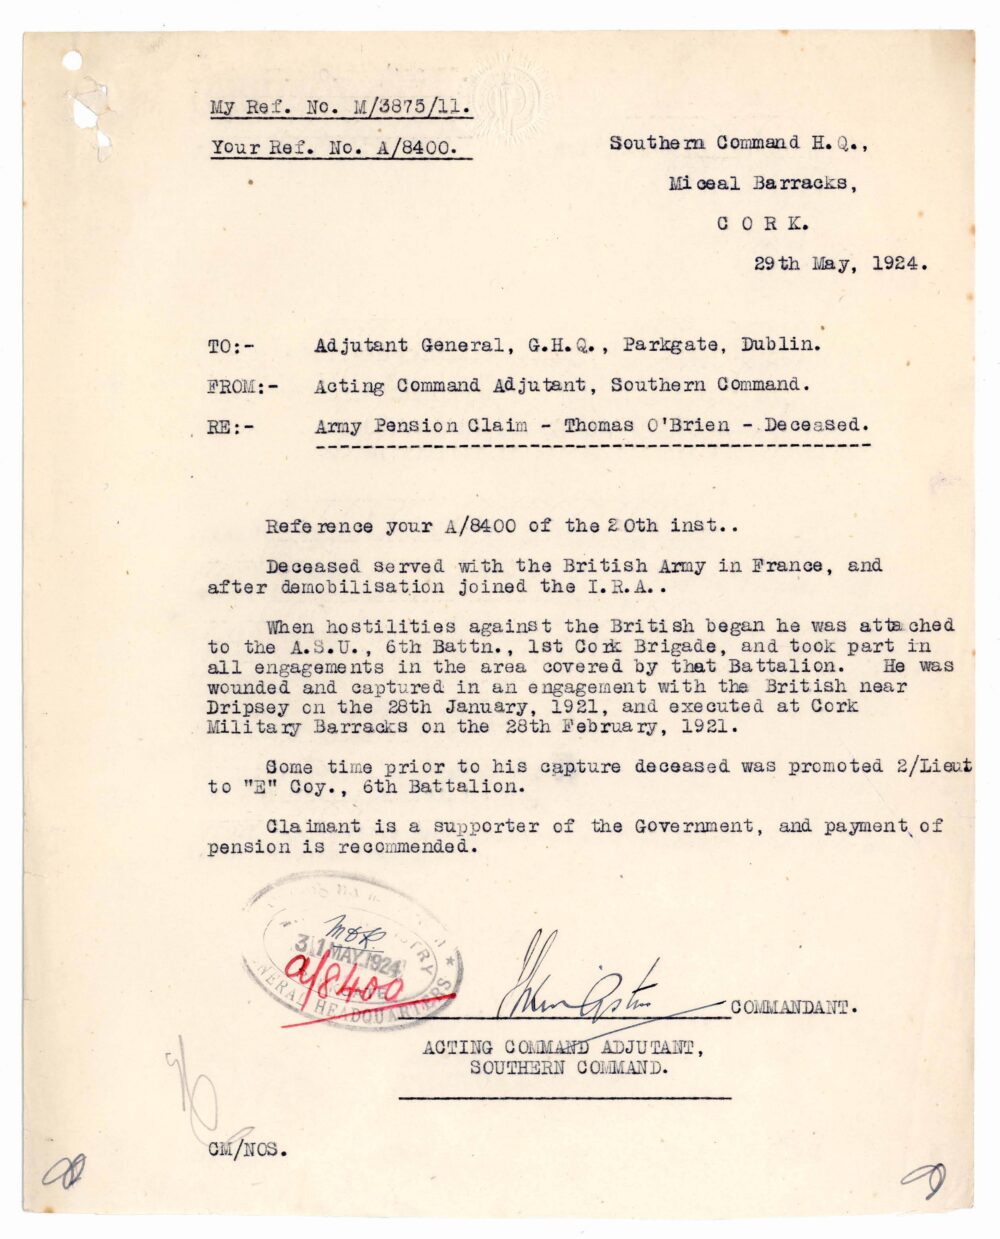 My Ref. No. M/3875/11.
Your Ref. No. A/8400.
Southern Command H.Q.,
Miceal Barracks,
C O R K.
29th May, 1924.
TO:- Adjutant General, G.H.Q., Parkgate, Dublin.
FROM:- Acting Command Adjutant, Southern Command.
RE:- Army Pension Claim - Thomas O'Brien - Deceased.
Reference your A/8400 of the 20th inst..
Deceased served with the British Army in France, and
after demobilisation joined the I.R.A..
When hostilities against the British began he was attached
to the A.S.U., 6th Battn., 1st Cork Brigade, and took part in
all engagements in the area covered by that Battalion. He was
wounded and captured in an engagement with the British near
Dripsey on the 28th January, 1921, and executed at Cork
Military Barracks on the 28th February, 1921.
Some time prior to his capture deceased was promoted 2/Lieut
to "E" Coy., 6th Battalion.
Claimant is a supporter of the Government, and payment of
pension is recommended.
31 MAY 1924
a/8400
HEADQUARTERS
COMMANDANT.
ACTING COMMAND ADJUTANT,
SOUTHERN COMMAND.
CM/NOS.